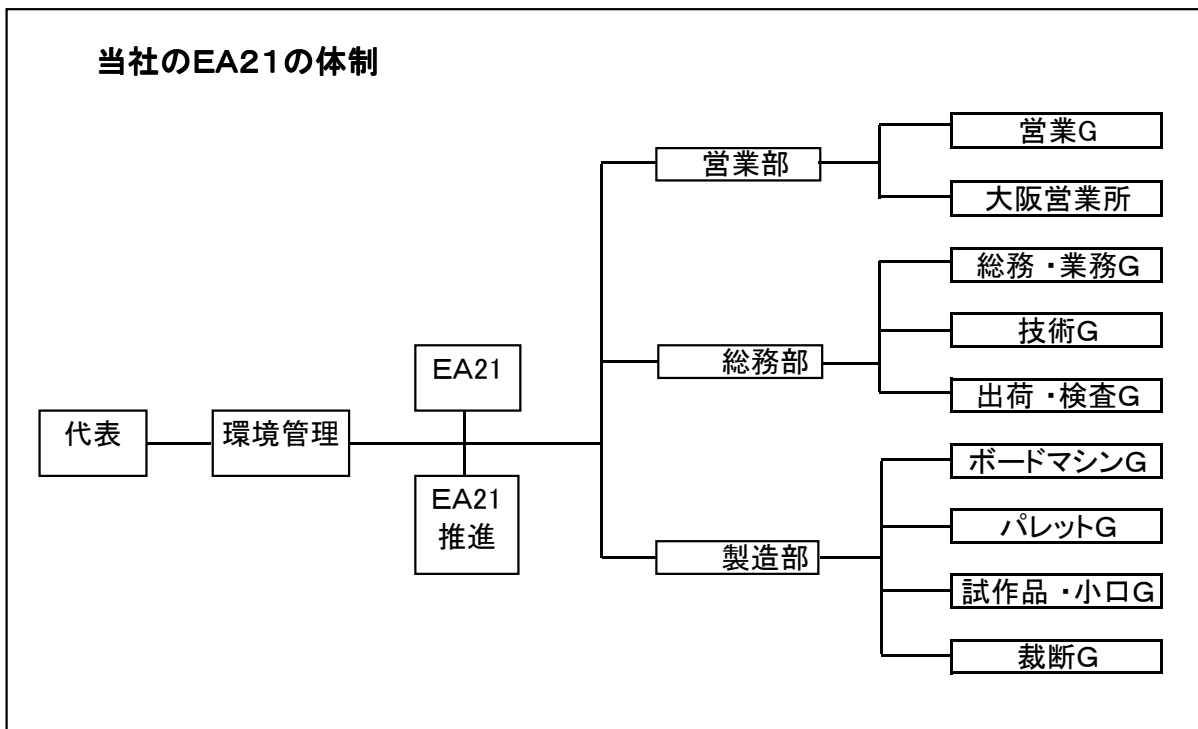 当社のEA21の体制
営業G
営業部
大阪営業所
総務・業務G
技術G
EA21
総務部
出荷・検査G
代表
環境管理
ボードマシンG
EA21
推進
パレットG
製造部
試作品・小口G
裁断G